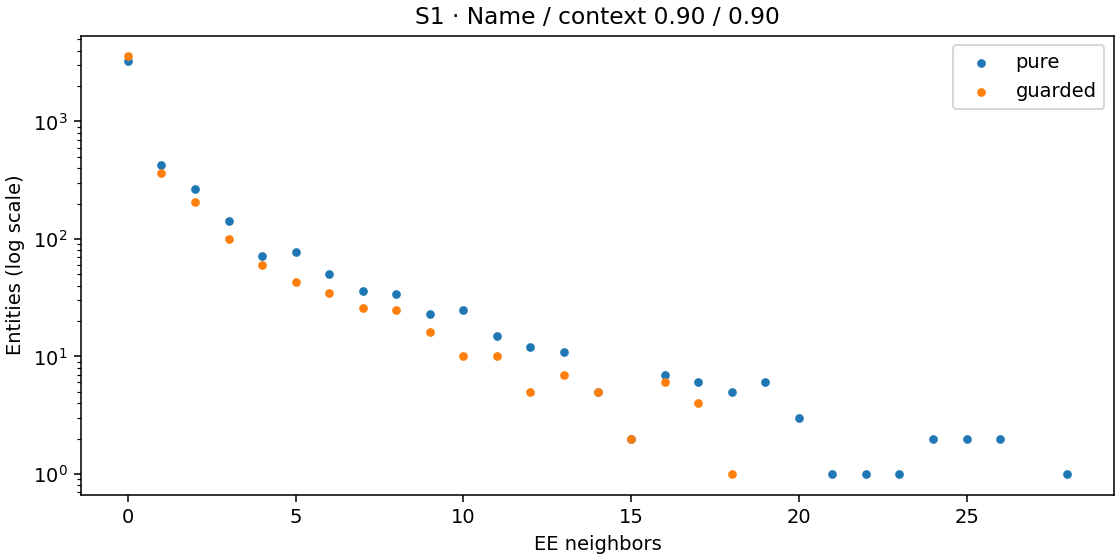 S1 · Name / context 0.90 / 0.90
pure
guarded
Entities (log scale)
10³
10²
10¹
10⁰
0 5 10 15 20 25
EE neighbors